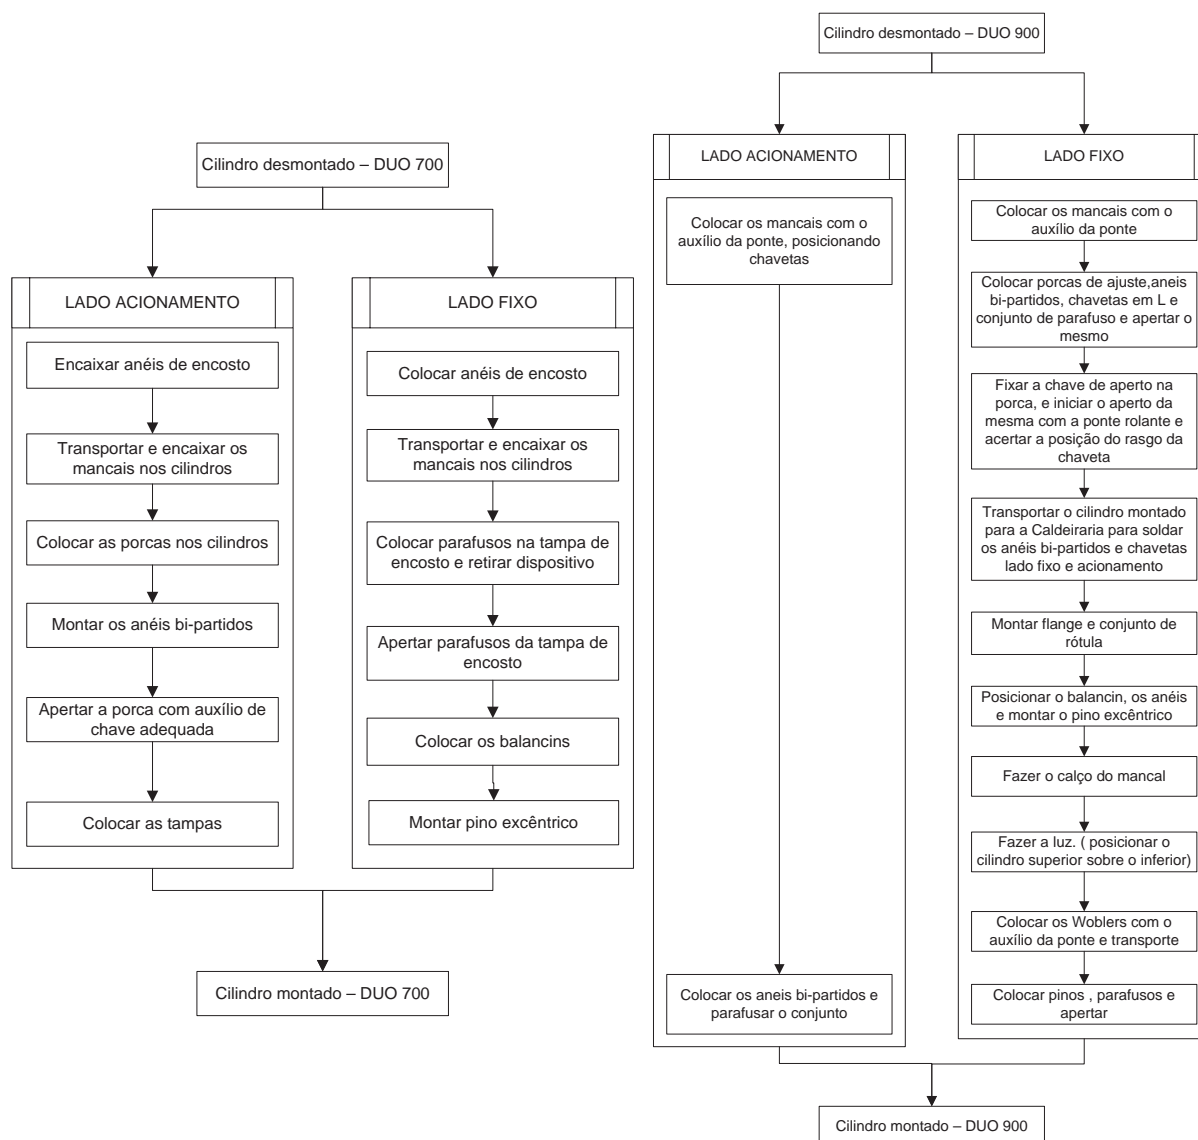 Cilindro desmontado – DUO 700
LADO ACIONAMENTO
Encaixar anéis de encosto
Transportar e encaixar os
mancais nos cilindros
Colocar as porcas nos cilindros
Montar os anéis bi-partidos
Apertar a porca com auxílio de
chave adequada
Colocar as tampas
LADO FIXO
Colocar anéis de encosto
Transportar e encaixar os
mancais nos cilindros
Colocar parafusos na tampa de
encosto e retirar dispositivo
Apertar parafusos da tampa de
encosto
Colocar os balancins
Montar pino excêntrico
Cilindro montado – DUO 700
Cilindro desmontado – DUO 900
LADO ACIONAMENTO
Colocar os mancais com o
auxílio da ponte, posicionando
chavetas
Colocar os aneis bi-partidos e
parafusar o conjunto
LADO FIXO
Colocar os mancais com o
auxílio da ponte
Colocar porcas de ajuste,aneis
bi-partidos, chavetas em L e
conjunto de parafuso e apertar o
mesmo
Fixar a chave de aperto na
porca, e iniciar o aperto da
mesma com a ponte rolante e
acertar a posição do rasgo da
chaveta
Transportar o cilindro montado
para a Caldeiraria para soldar
os anéis bi-partidos e chavetas
lado fixo e acionamento
Montar flange e conjunto de
rótula
Posicionar o balancin, os anéis
e montar o pino excêntrico
Fazer o calço do mancal
Fazer a luz. ( posicionar o
cilindro superior sobre o inferior)
Colocar os Woblers com o
auxílio da ponte e transporte
Colocar pinos , parafusos e
apertar
Cilindro montado – DUO 900